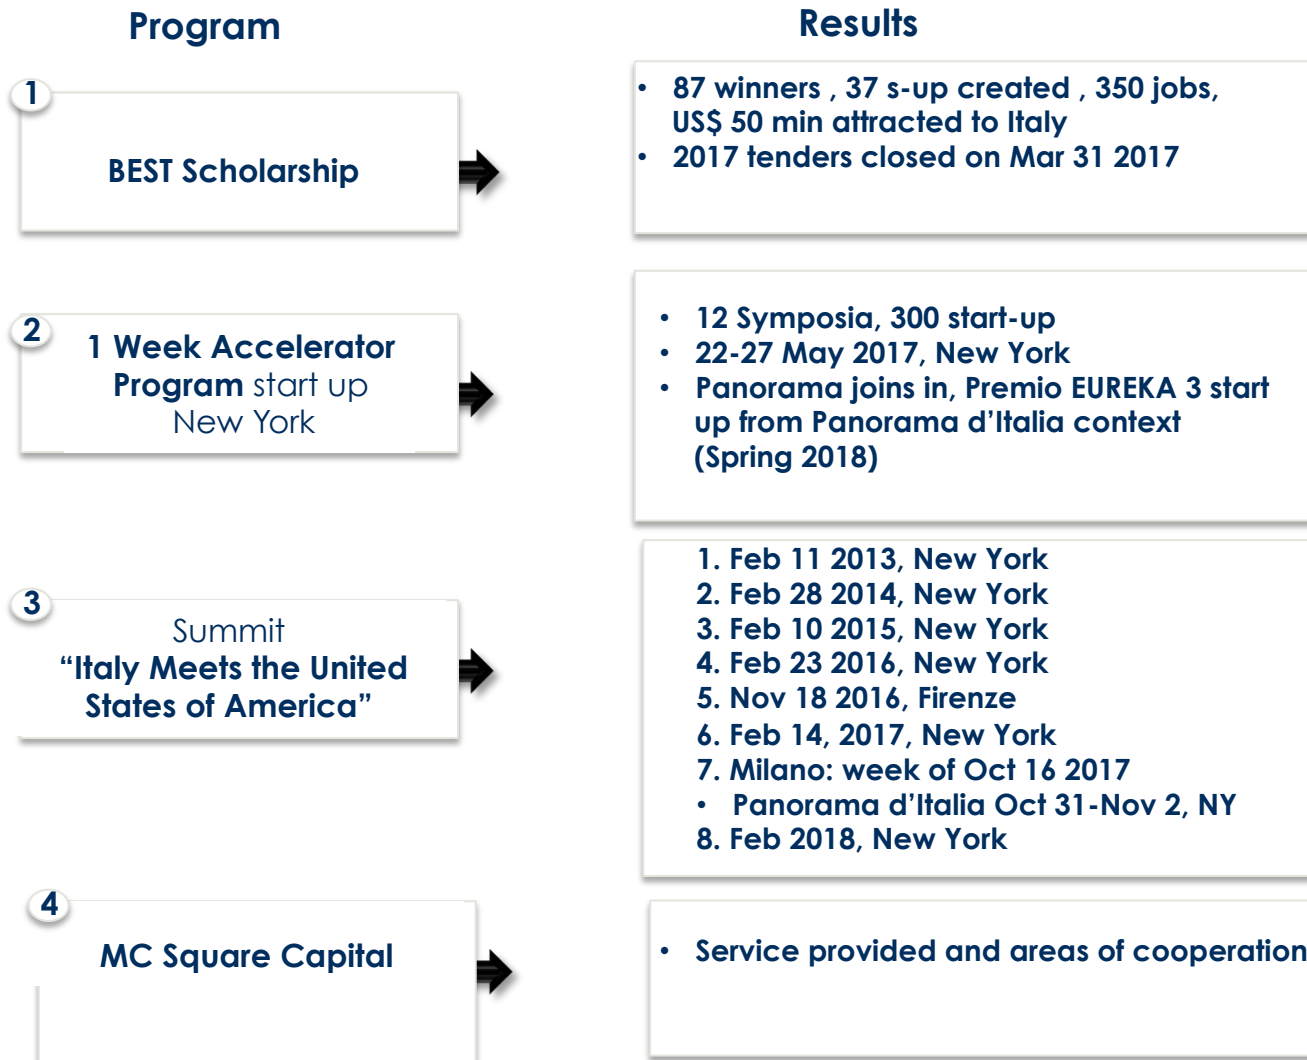 Program
Results
1
BEST Scholarship
• 87 winners , 37 s-up created , 350 jobs,
US$ 50 min attracted to Italy
• 2017 tenders closed on Mar 31 2017
2
1 Week Accelerator
Program start up
New York
• 12 Symposia, 300 start-up
• 22-27 May 2017, New York
• Panorama joins in, Premio EUREKA 3 start
up from Panorama d’Italia context
(Spring 2018)
3
Summit
“Italy Meets the United
States of America”
1. Feb 11 2013, New York
2. Feb 28 2014, New York
3. Feb 10 2015, New York
4. Feb 23 2016, New York
5. Nov 18 2016, Firenze
6. Feb 14, 2017, New York
7. Milano: week of Oct 16 2017
• Panorama d’Italia Oct 31-Nov 2, NY
8. Feb 2018, New York
4
MC Square Capital
• Service provided and areas of cooperation